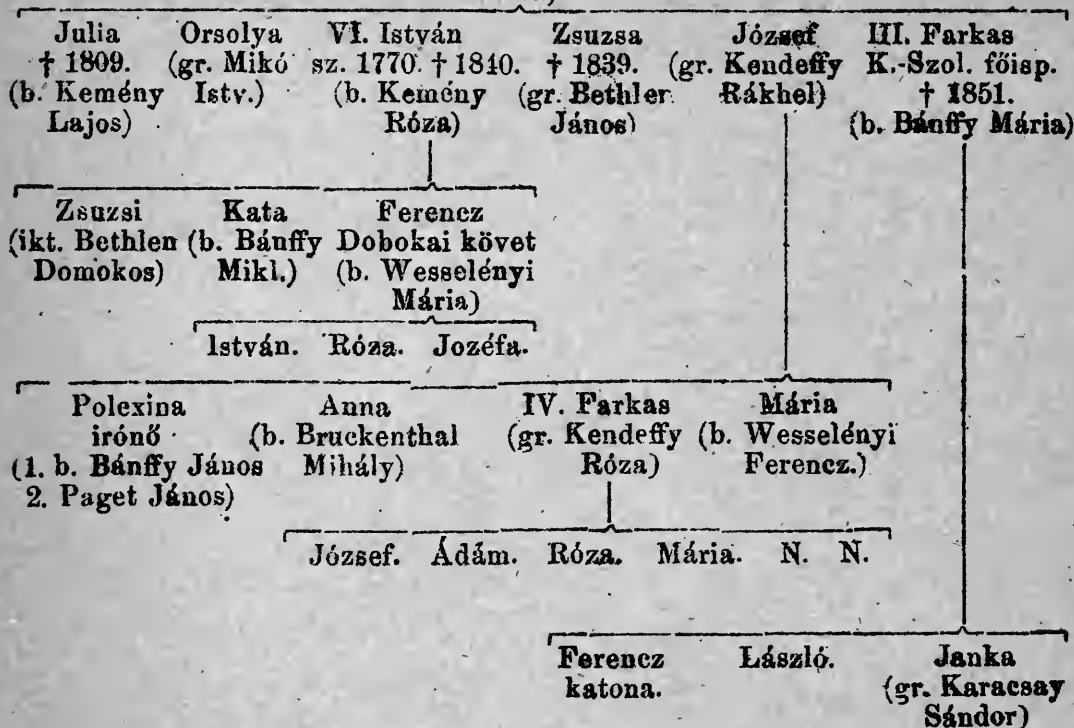 Julia Orsolya VI. István Zsuzsa József III. Farkas
† 1809. (gr. Mikó sz. 1770. † 1840. † 1839. (gr. Kendeffy K.-Szol. főisp.
(b. Kemény Istv.) (b. Kemény (gr. Bethler Rákhel) † 1851.
Lajos) Róza) János) (b. Bánffy Mária)
Zsuzsi Kata Ferencz
(ikt. Bethlen (b. Bánffy Dobokai követ
Domokos) Mikl.) (b. Wesselényi
Mária)
István. Róza. Jozéfa.
Polexina Anna IV. Farkas Mária
irónő (b. Bruckenthal (gr. Kendeffy (b. Wesselényi
(1. b. Bánffy János Mihály) Róza) Ferencz.)
2. Paget János)
József. Ádám. Róza. Mária. N. N.
Ferencz László. Janka
katona. (gr. Karacsay
Sándor)